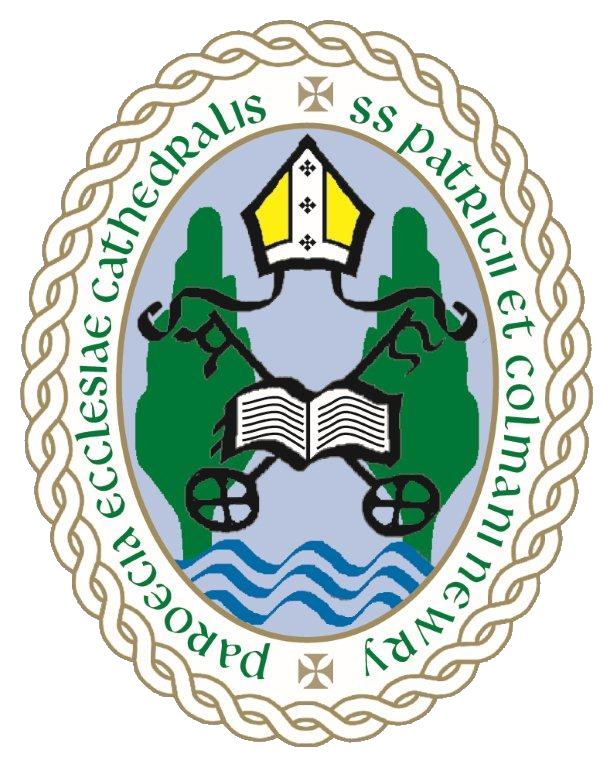 paroecia ecclesiae cathedralis
ss patricii et colmani newry